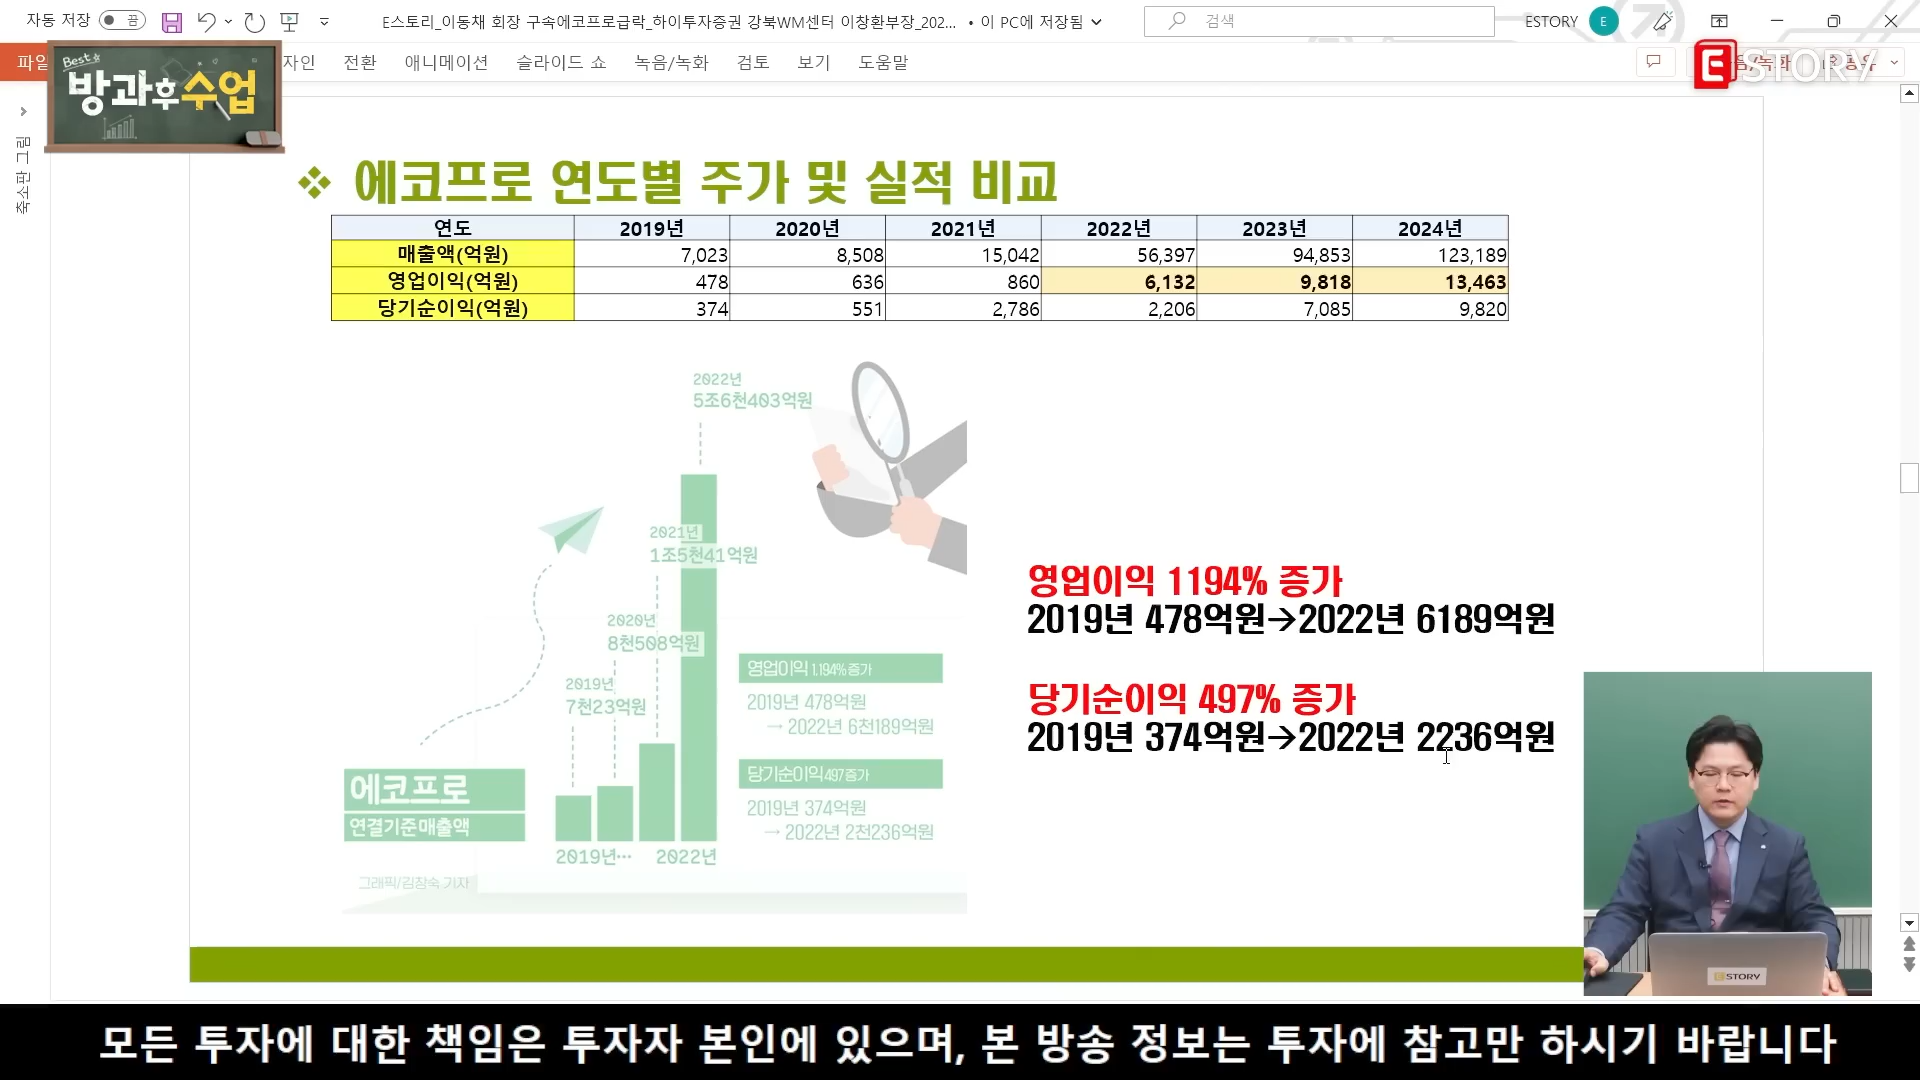 자동 저장 끔
E스토리_이동채 회장 구속에코프로급락_하이투자증권 강북WM센터 이창환부장_202... • 이 PC에 저장됨
검색
ESTORY E
파일
전환 애니메이션 슬라이드 쇼 녹음/녹화 검토 보기 도움말
Best
방과후수업
E STORY
축소판 그림
❖ 에코프로 연도별 주가 및 실적 비교
연도 2019년 2020년 2021년 2022년 2023년 2024년
매출액(억원) 7,023 8,508 15,042 56,397 94,853 123,189
영업이익(억원) 478 636 860 6,132 9,818 13,463
당기순이익(억원) 374 551 2,786 2,206 7,085 9,820
2022년
5조6천403억원
2021년
1조5천41억원
2020년
8천508억원
2019년
7천23억원
영업이익 1,194% 증가
2019년 478억원
→ 2022년 6천189억원
당기순이익 497 증가
2019년 374억원
→ 2022년 2천236억원
에코프로
연결기준 매출액
2019년··· 2022년
그래픽/김장숙 기자
영업이익 1194% 증가
2019년 478억원→2022년 6189억원
당기순이익 497% 증가
2019년 374억원→2022년 2236억원
ESTORY
모든 투자에 대한 책임은 투자자 본인에 있으며, 본 방송 정보는 투자에 참고만 하시기 바랍니다